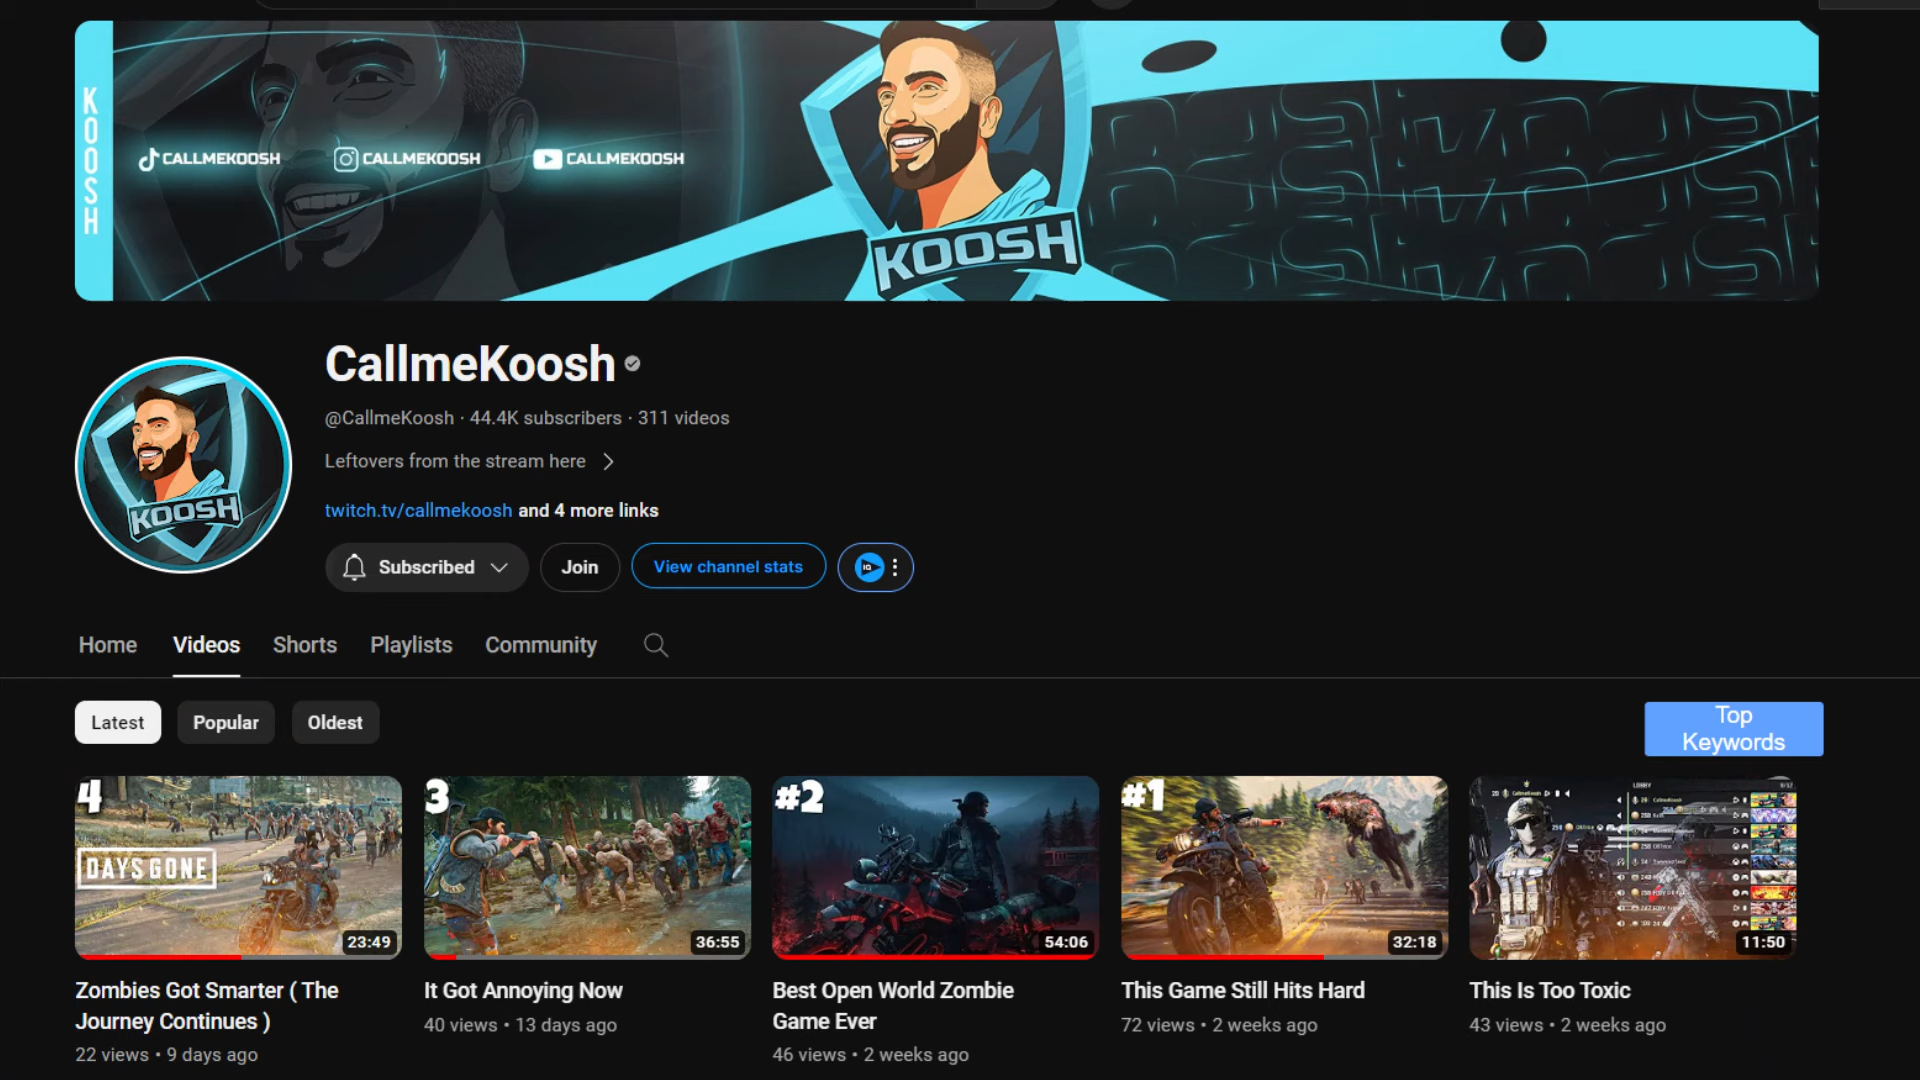 KOOSH
CALLMEKOOSH CALLMEKOOSH CALLMEKOOSH
KOOSH
CallmeKoosh
@CallmeKoosh · 44.4K subscribers · 311 videos
Leftovers from the stream here
twitch.tv/callmekoosh and 4 more links
KOOSH
Subscribed Join View channel stats IQ
Home Videos Shorts Playlists Community
Latest Popular Oldest
Top
Keywords
4
DAYS GONE
23:49
3
36:55
#2
54:06
#1
32:18
LOBBY
11:50
Zombies Got Smarter ( The
Journey Continues )
22 views • 9 days ago
It Got Annoying Now
40 views • 13 days ago
Best Open World Zombie
Game Ever
46 views • 2 weeks ago
This Game Still Hits Hard
72 views • 2 weeks ago
This Is Too Toxic
43 views • 2 weeks ago